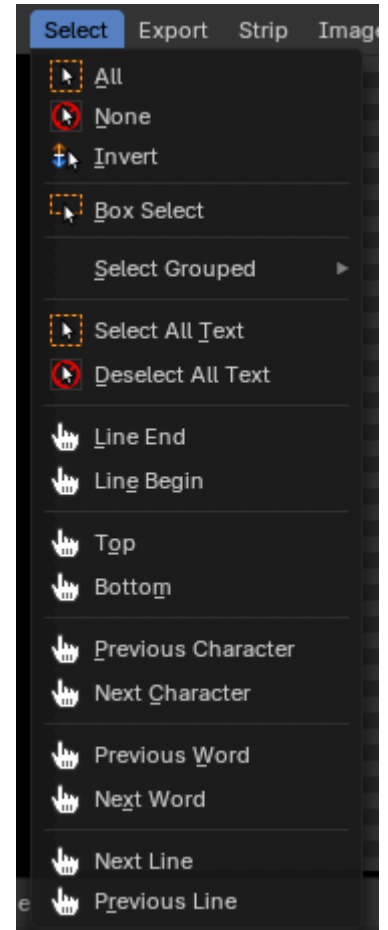 Select Export Strip Image
All
None
Invert
Box Select
Select Grouped
Select All Text
Deselect All Text
Line End
Line Begin
Top
Bottom
Previous Character
Next Character
Previous Word
Next Word
Next Line
e Previous Line